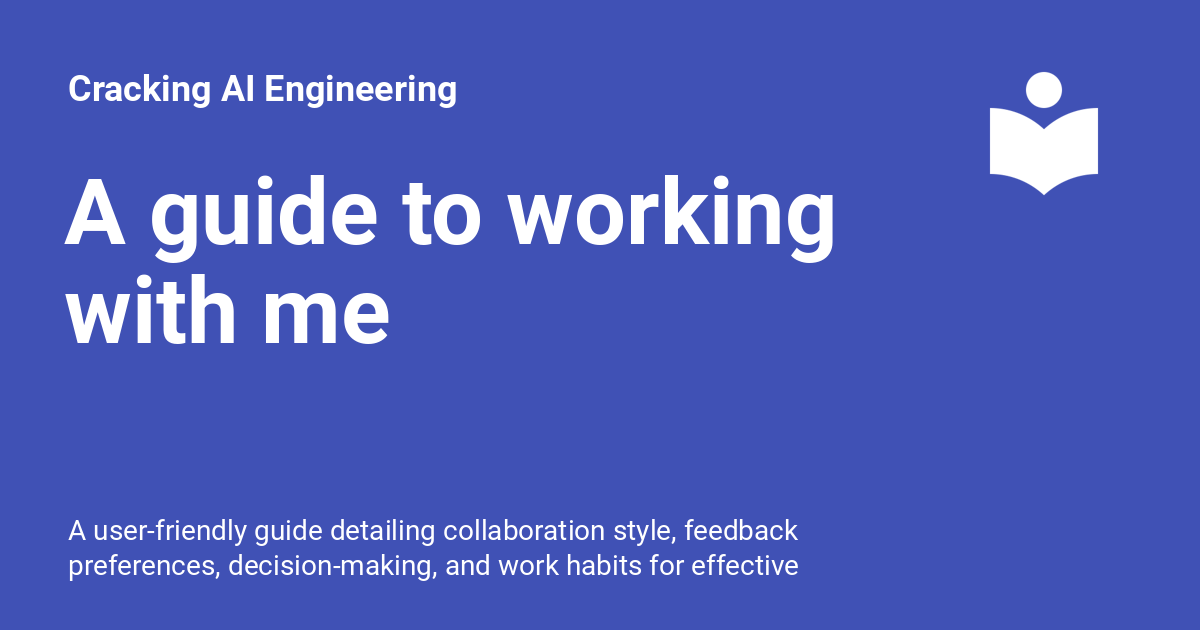 Cracking AI Engineering
A guide to working
with me
A user-friendly guide detailing collaboration style, feedback
preferences, decision-making, and work habits for effective